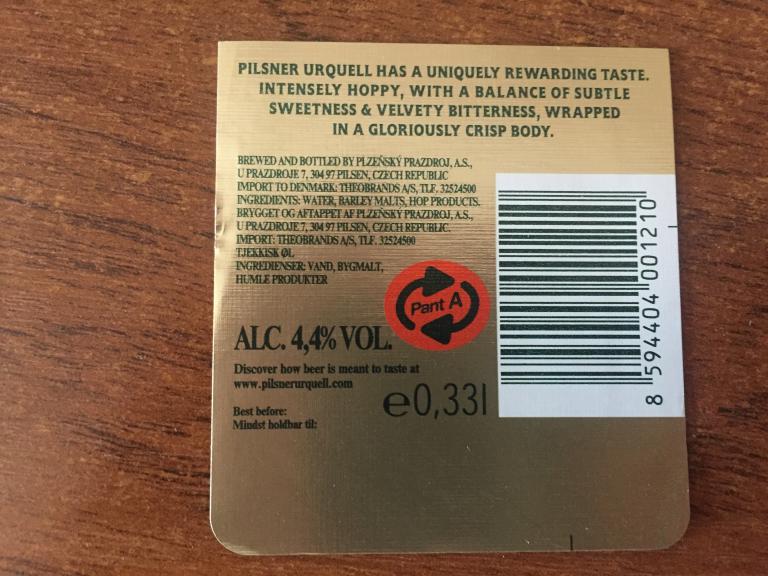 PILSNER URQUELL HAS A UNIQUELY REWARDING TASTE.
INTENSELY HOPPY, WITH A BALANCE OF SUBTLE
SWEETNESS & VELVETY BITTERNESS, WRAPPED
IN A GLORIOUSLY CRISP BODY.
BREWED AND BOTTLED BY PLZEŇSKÝ PRAZDROJ, A.S.,
U PRAZDROJE 7, 304 97 PILSEN, CZECH REPUBLIC
IMPORT TO DENMARK: THEOBRANDS A/S, TLF. 32524500
INGREDIENTS: WATER, BARLEY MALTS, HOP PRODUCTS.
BRYGGET OG AFTAPPET AF PLZEŇSKÝ PRAZDROJ, A.S.,
U PRAZDROJE 7, 304 97 PILSEN, CZECH REPUBLIC.
IMPORT: THEOBRANDS A/S, TLF. 32524500
TJEKKISK ØL
INGREDIENSER: VAND, BYGMALT,
HUMLE PRODUKTER
Pant A
ALC. 4,4% VOL.
Discover how beer is meant to taste at
www.pilsnerurquell.com
e0,33l
Best before:
Mindst holdbar til:
8 594404 001210